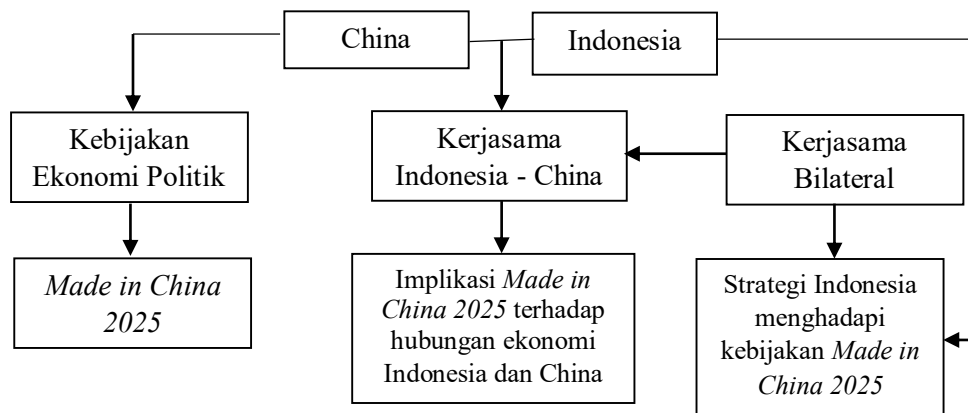 China
Indonesia
Kebijakan
Ekonomi Politik
Kerjasama
Indonesia - China
Kerjasama
Bilateral
Made in China
2025
Implikasi Made in
China 2025 terhadap
hubungan ekonomi
Indonesia dan China
Strategi Indonesia
menghadapi
kebijakan Made in
China 2025